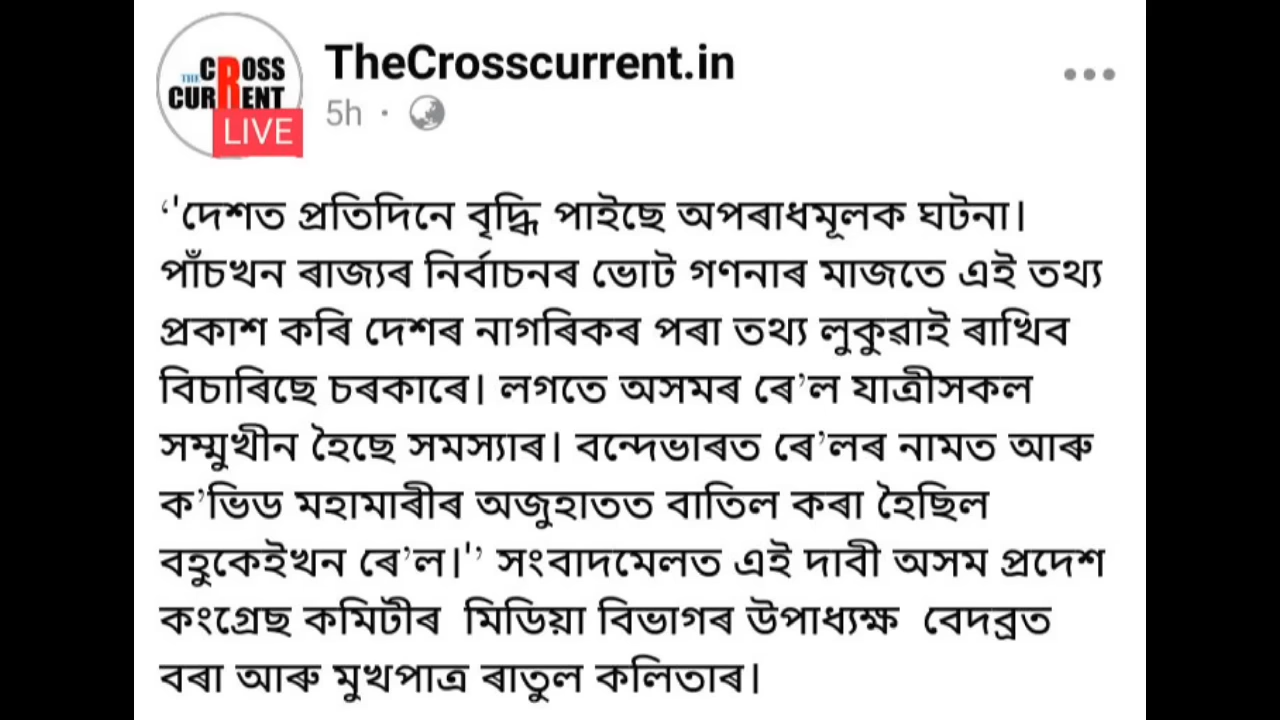 THE CROSS
CURRENT
LIVE
TheCrosscurrent.in
5h ·
‘'দেশত প্ৰতিদিনে বৃদ্ধি পাইছে অপৰাধমূলক ঘটনা।
পাঁচখন ৰাজ্যৰ নিৰ্বাচনৰ ভোট গণনাৰ মাজতে এই তথ্য
প্ৰকাশ কৰি দেশৰ নাগৰিকৰ পৰা তথ্য লুকুৱাই ৰাখিব
বিচাৰিছে চৰকাৰে। লগতে অসমৰ ৰে’ল যাত্ৰীসকল
সম্মুখীন হৈছে সমস্যাৰ। বন্দেভাৰত ৰে’লৰ নামত আৰু
ক’ভিড মহামাৰীৰ অজুহাতত বাতিল কৰা হৈছিল
বহুকেইখন ৰে’ল।'’ সংবাদমেলত এই দাবী অসম প্ৰদেশ
কংগ্ৰেছ কমিটীৰ  মিডিয়া বিভাগৰ উপাধ্যক্ষ  বেদব্ৰত
বৰা আৰু মুখপাত্ৰ ৰাতুল কলিতাৰ।